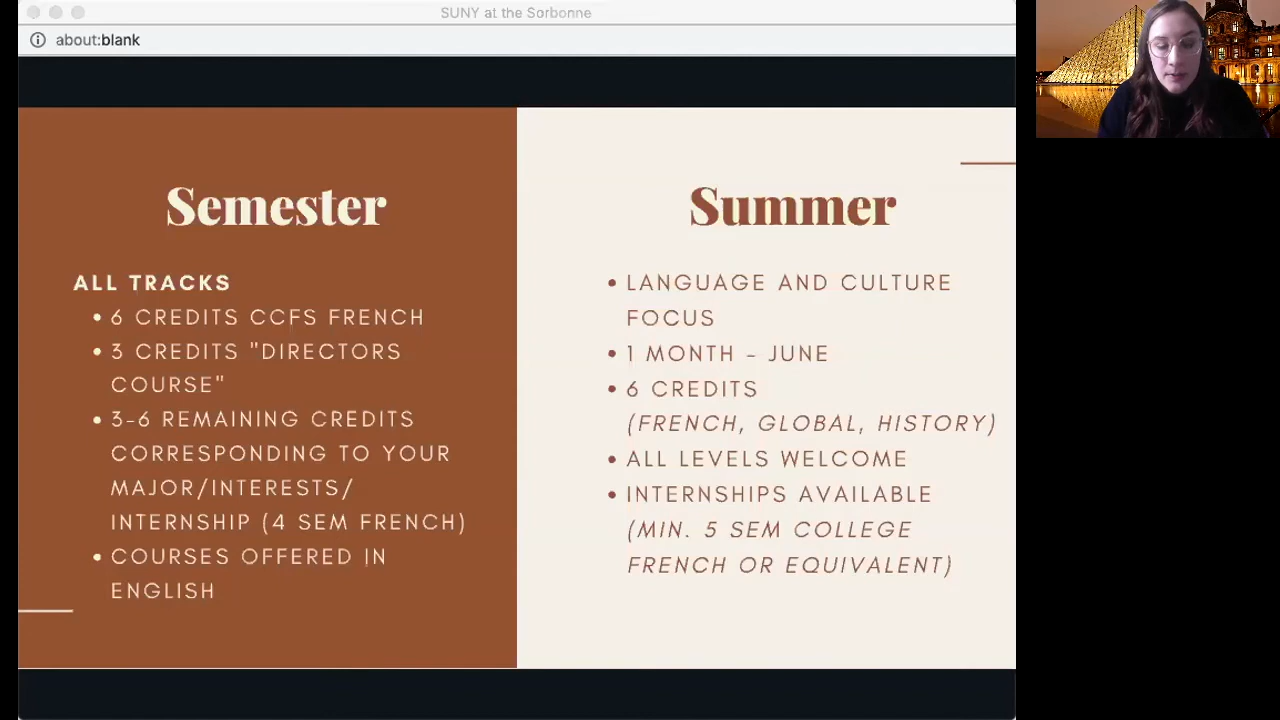 SUNY at the Sorbonne
about:blank
Semester
ALL TRACKS
• 6 CREDITS CCFS FRENCH
• 3 CREDITS "DIRECTORS
COURSE"
• 3-6 REMAINING CREDITS
CORRESPONDING TO YOUR
MAJOR/INTERESTS/
INTERNSHIP (4 SEM FRENCH)
• COURSES OFFERED IN
ENGLISH
Summer
• LANGUAGE AND CULTURE
FOCUS
• 1 MONTH - JUNE
• 6 CREDITS
(FRENCH, GLOBAL, HISTORY)
• ALL LEVELS WELCOME
• INTERNSHIPS AVAILABLE
(MIN. 5 SEM COLLEGE
FRENCH OR EQUIVALENT)